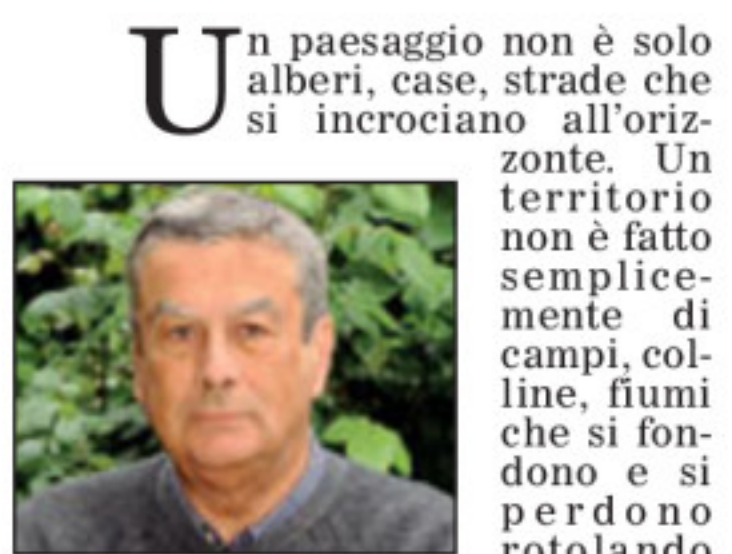 Un paesaggio non è solo
alberi, case, strade che
si incrociano all'oriz-
zonte. Un
territorio
non è fatto
semplice-
mente di
campi, col-
line, fiumi
che si fon-
dono e si
perdono
rotolando